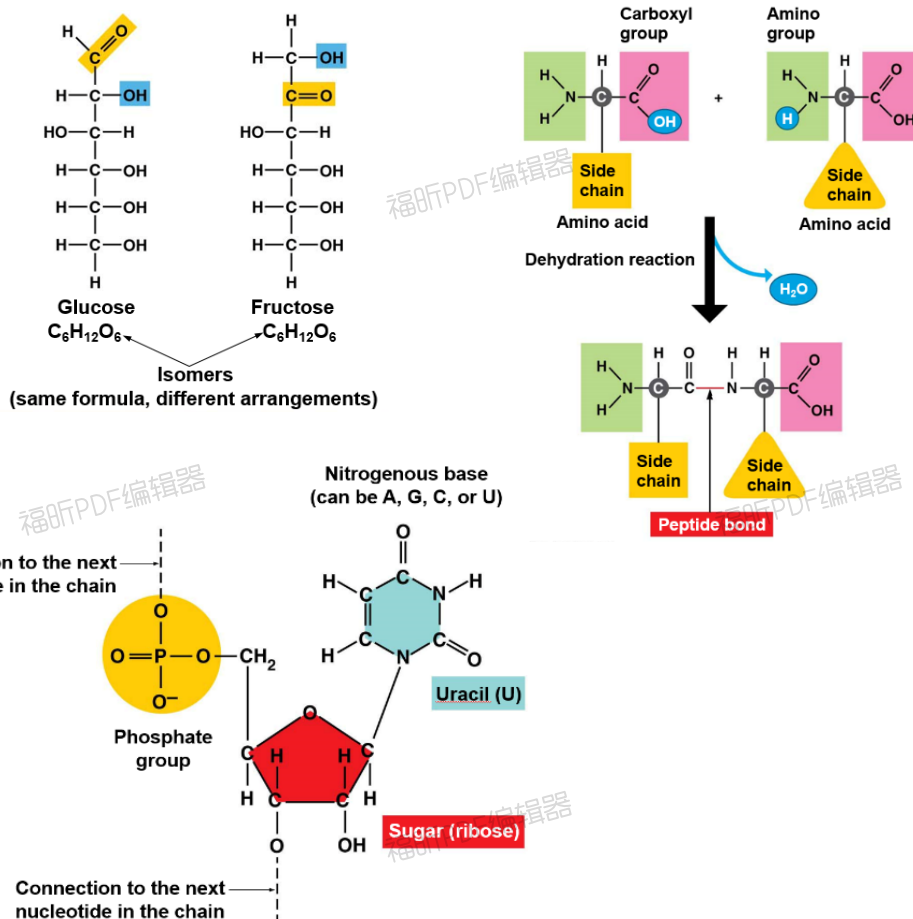 H
O
C
H—C—OH
HO—C—H
H—C—OH
H—C—OH
H—C—OH
H
Glucose
C₆H₁₂O₆
H
H—C—OH
C=O
HO—C—H
H—C—OH
H—C—OH
H—C—OH
H
Fructose
C₆H₁₂O₆
Isomers
(same formula, different arrangements)
Carboxyl
group
Amino
group
H
H
O
N—C—C
H
OH
Side
chain
Amino acid
+
H
H
O
N—C—C
H
OH
Side
chain
Amino acid
Dehydration reaction
H₂O
H
H
O
H
H
O
N—C—C—N—C—C
H
OH
Side
chain
Side
chain
Peptide bond
Nitrogenous base
(can be A, G, C, or U)
on to the next
e in the chain
O
O=P—O—CH₂
O⁻
Phosphate
group
O
H
C
N—H
C
H
C
N
C
O
Uracil (U)
O
C
H
H
C
H
C
C
H
O
OH
Sugar (ribose)
Connection to the next
nucleotide in the chain
福昕PDF编辑器
福昕PDF编辑器
福昕PDF编辑器
福昕PDF编辑器